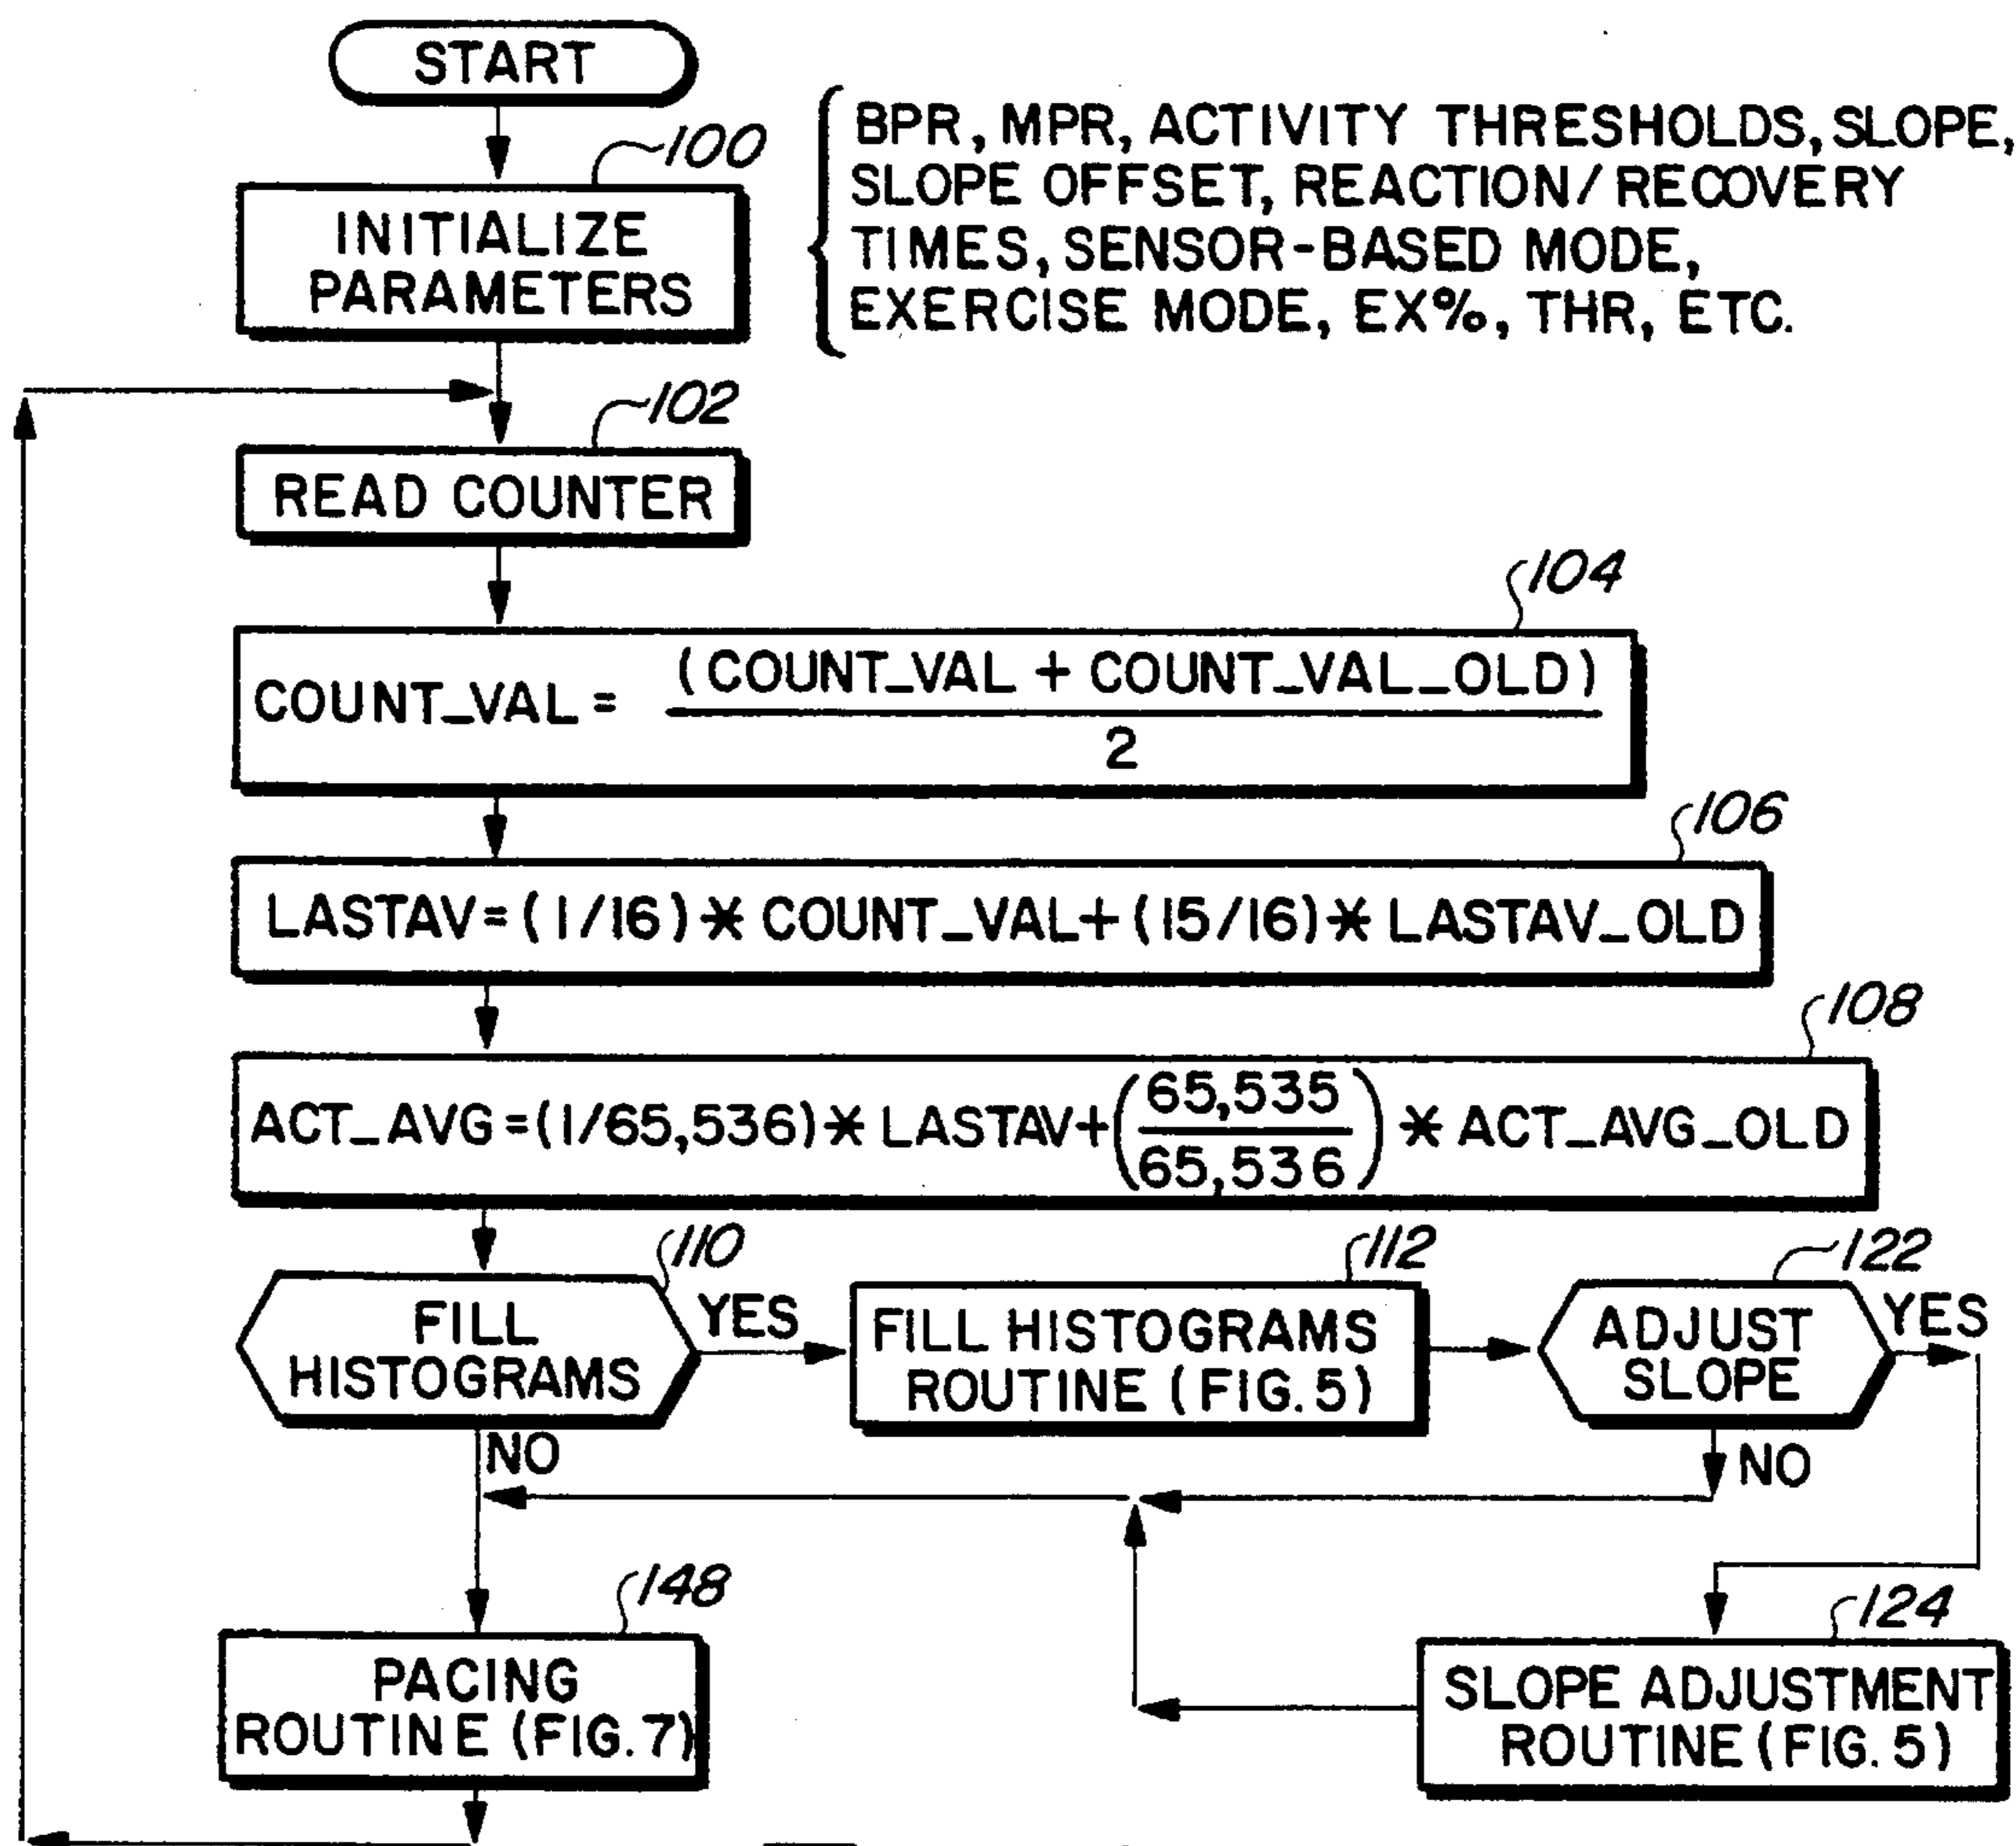 START
100
BPR, MPR, ACTIVITY THRESHOLDS, SLOPE,
SLOPE OFFSET, REACTION/RECOVERY
TIMES, SENSOR-BASED MODE,
EXERCISE MODE, EX%, THR, ETC.
INITIALIZE
PARAMETERS
102
READ COUNTER
104
COUNT_VAL = (COUNT_VAL + COUNT_VAL_OLD)
2
106
LASTAV=(1/16)* COUNT_VAL+(15/16)* LASTAV_OLD
108
ACT_AVG=(1/65,536)* LASTAV+(65,535/65,536)* ACT_AVG_OLD
110
FILL
HISTOGRAMS
YES
112
FILL HISTOGRAMS
ROUTINE (FIG. 5)
122
ADJUST
SLOPE
YES
NO
NO
148
PACING
ROUTINE (FIG. 7)
124
SLOPE ADJUSTMENT
ROUTINE (FIG. 5)